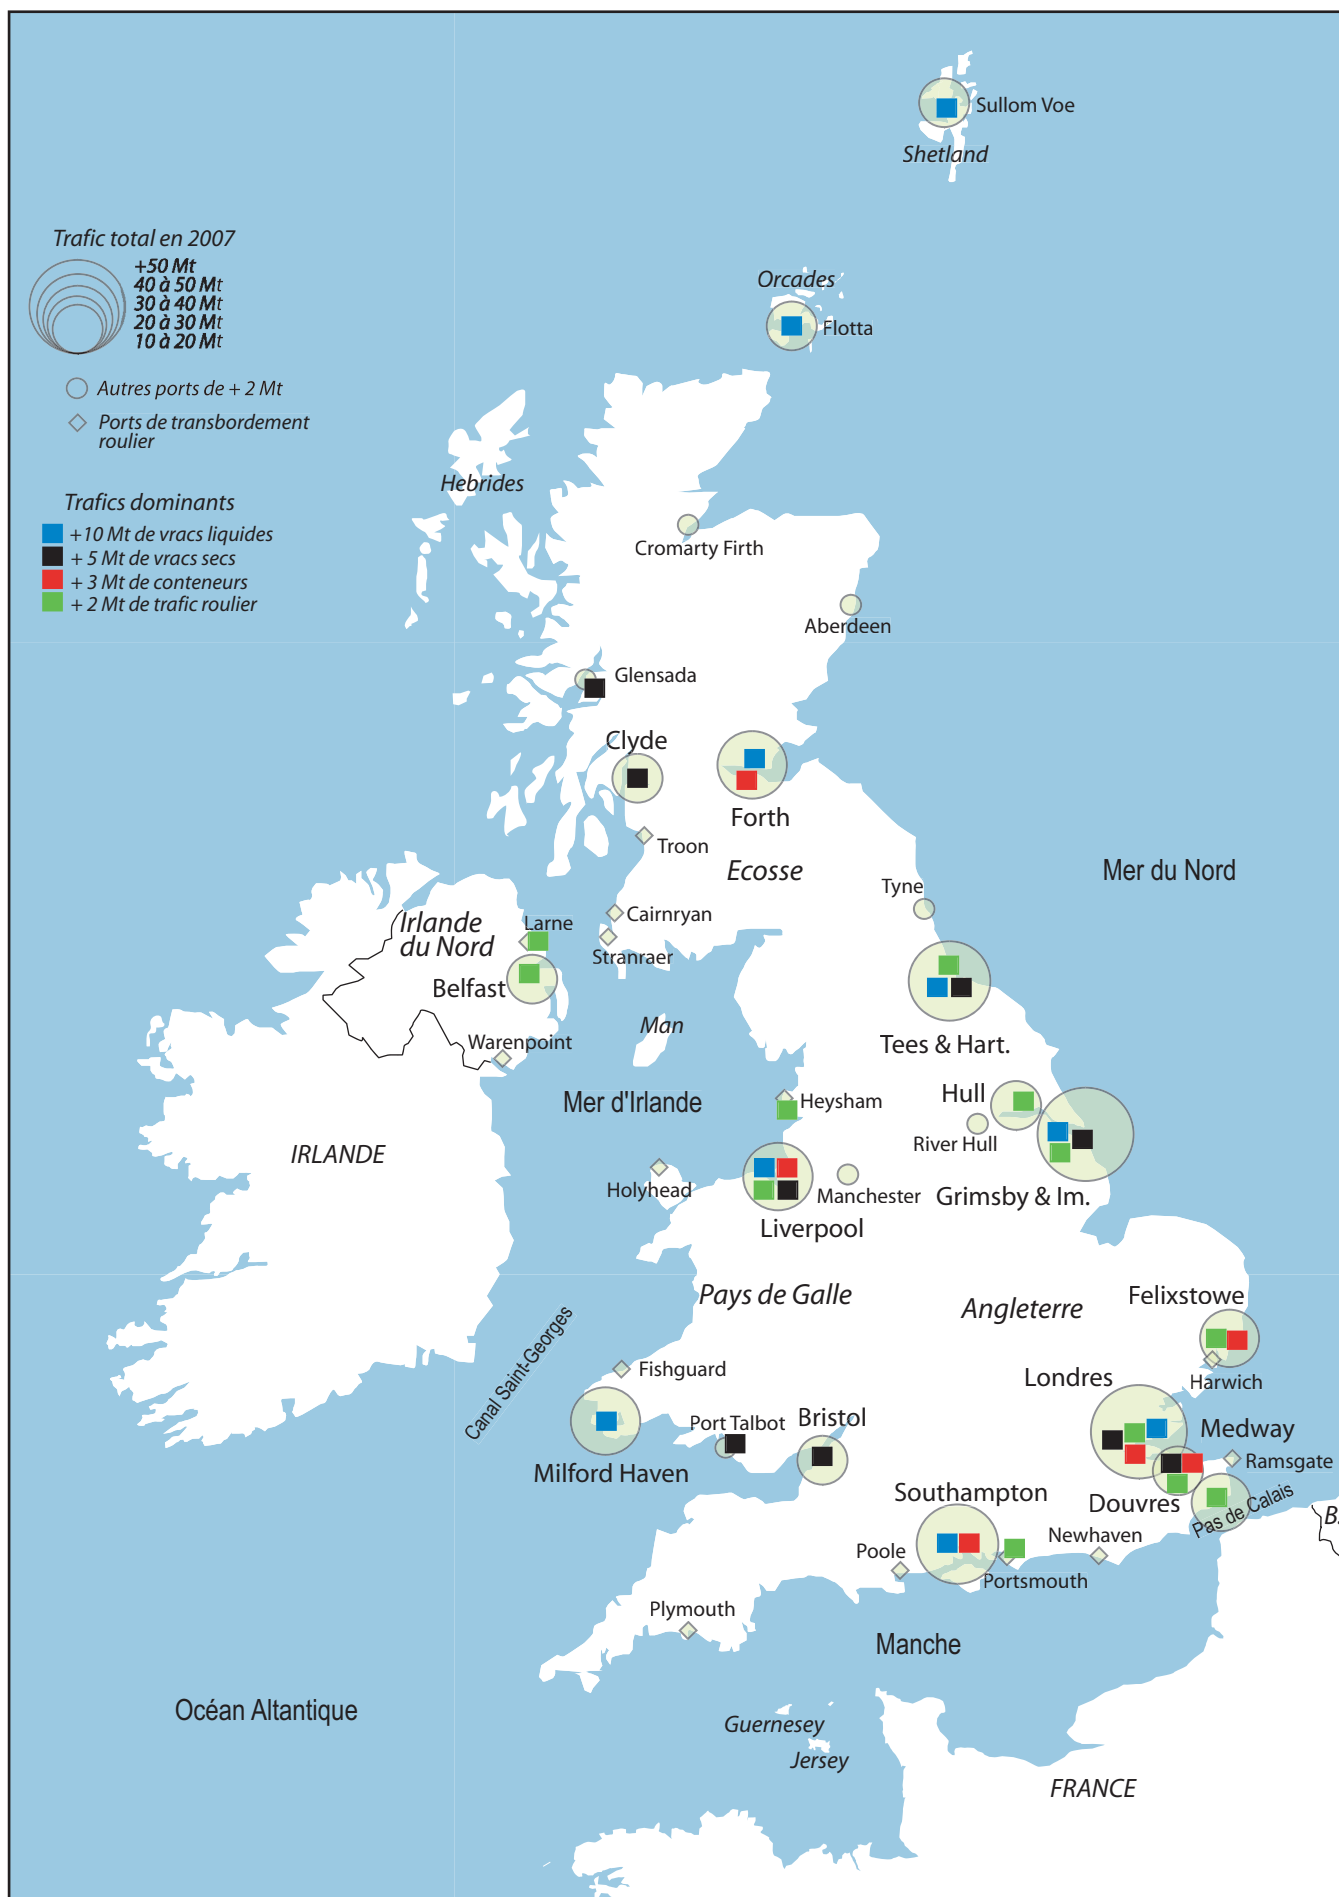 Sullom Voe
Shetland
Trafic total en 2007
+50 Mt
40 à 50 Mt
30 à 40 Mt
20 à 30 Mt
10 à 20 Mt
Orcades
Flotta
Autres ports de + 2 Mt
Ports de transbordement
roulier
Hebrides
Trafics dominants
+10 Mt de vracs liquides
+ 5 Mt de vracs secs
+ 3 Mt de conteneurs
+ 2 Mt de trafic roulier
Cromarty Firth
Aberdeen
Glensada
Clyde
Forth
Troon
Ecosse
Mer du Nord
Tyne
Cairnryan
Larne
Irlande
du Nord
Stranraer
Belfast
Man
Warenpoint
Tees & Hart.
Mer d'Irlande
Heysham
Hull
River Hull
IRLANDE
Holyhead
Manchester
Grimsby & Im.
Liverpool
Pays de Galle
Angleterre
Felixstowe
Canal Saint-Georges
Fishguard
Londres
Harwich
Port Talbot
Bristol
Medway
Ramsgate
Milford Haven
Southampton
Douvres
Pas de Calais
B.
Poole
Newhaven
Portsmouth
Plymouth
Manche
Océan Altantique
Guernesey
Jersey
FRANCE